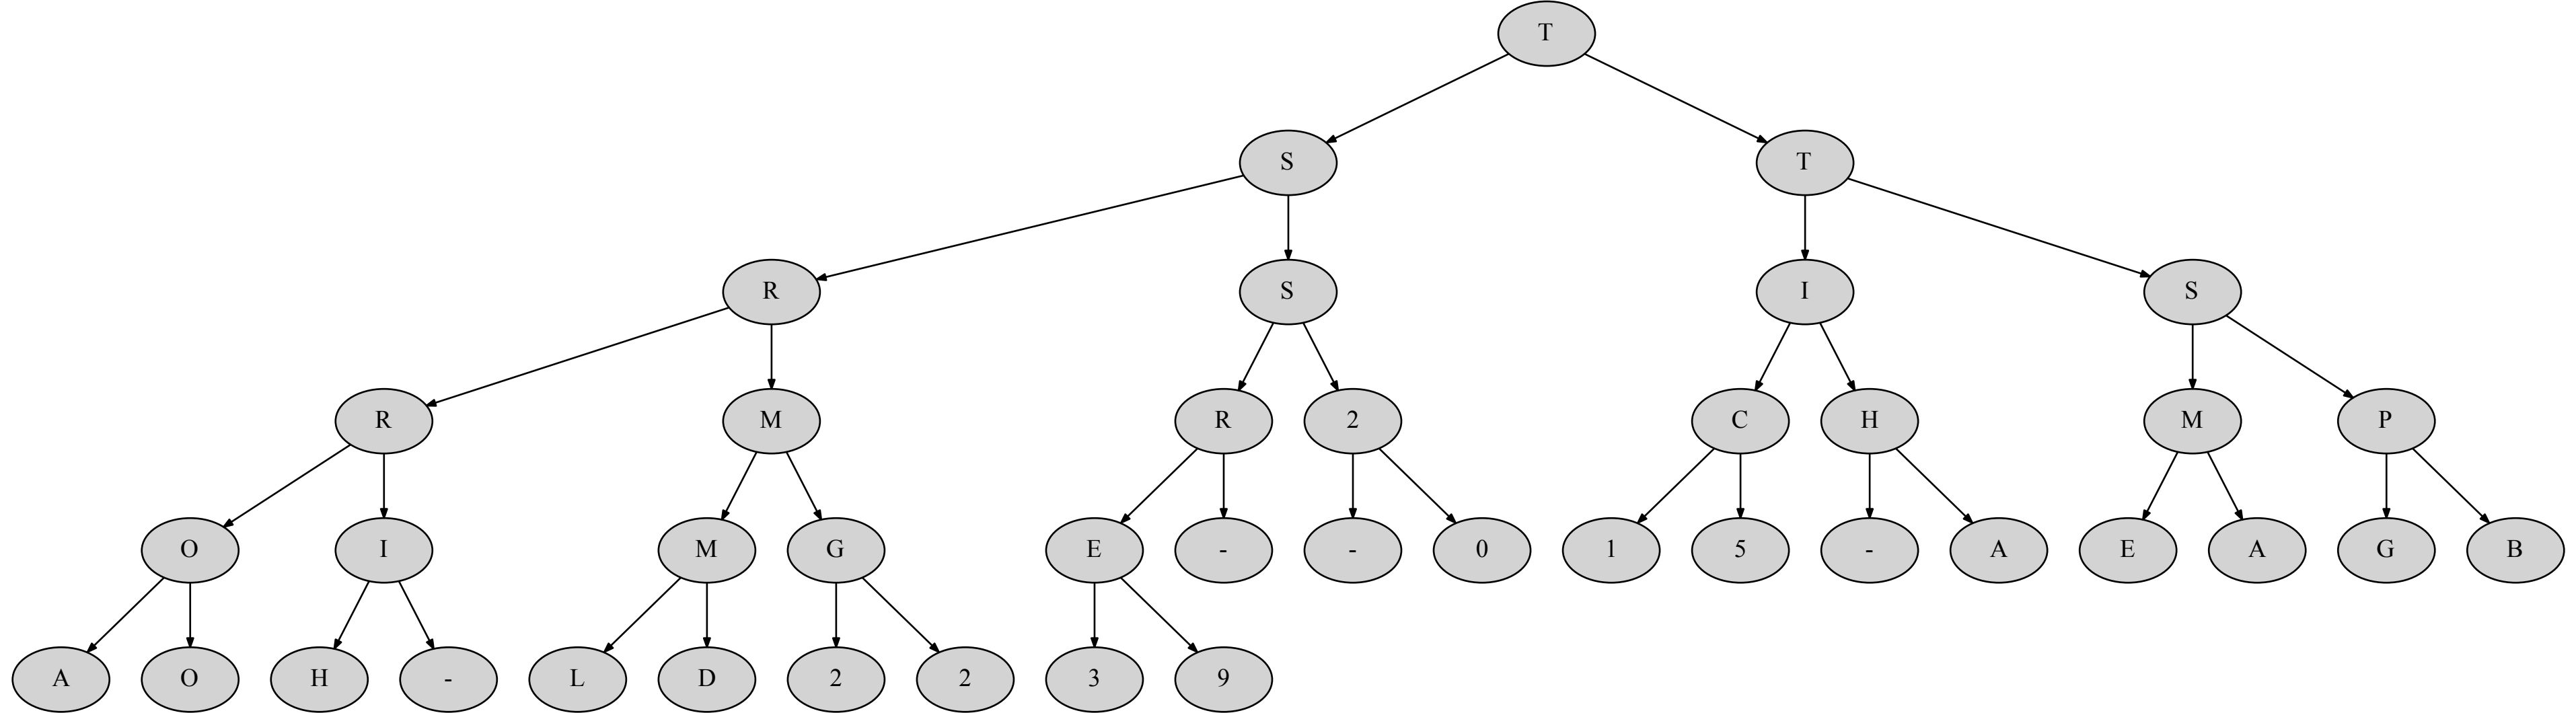 T
S T
R S I S
R M R 2 C H M P
O I M G E - - 0 1 5 - A E A G B
A O H - L D 2 2 3 9